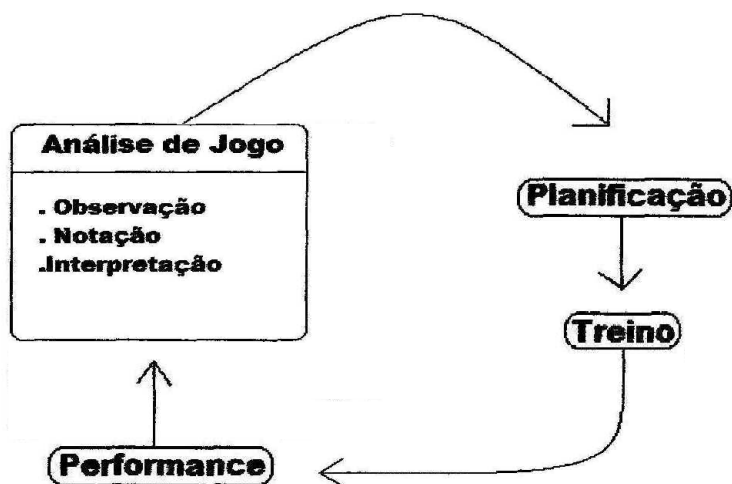 Análise de Jogo
. Observação
. Notação
.Interpretação
Planificação
Treino
Performance